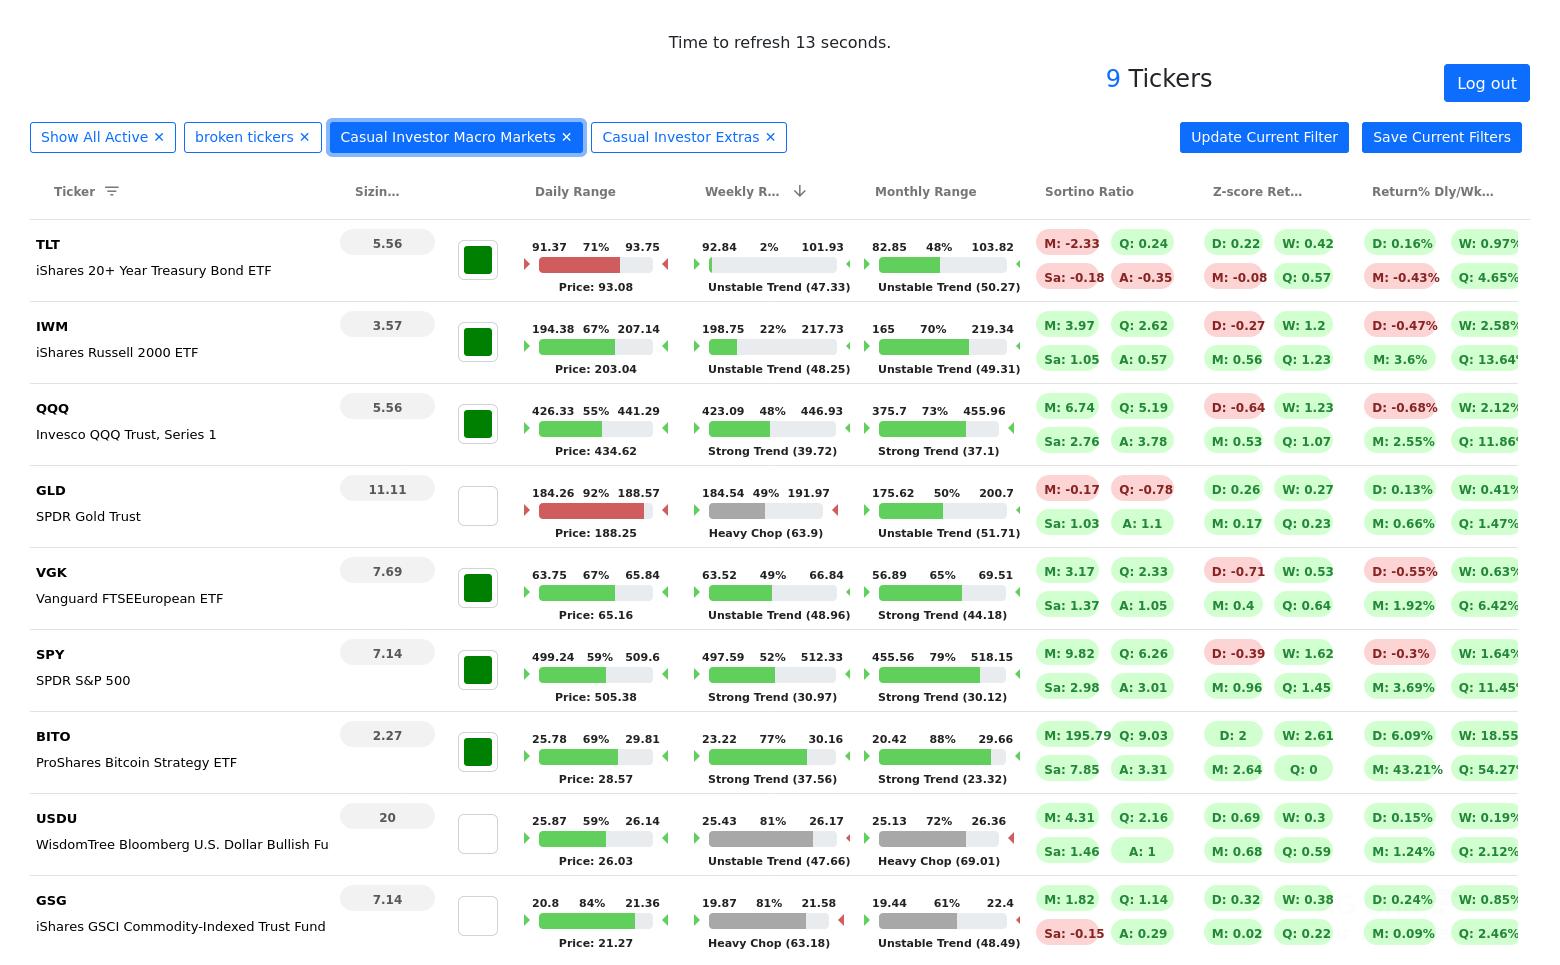 Time to refresh 13 seconds.
9 Tickers
Log out
Show All Active ✕ broken tickers ✕ Casual Investor Macro Markets ✕ Casual Investor Extras ✕ Update Current Filter Save Current Filters
Ticker Sizin... Daily Range Weekly R... Monthly Range Sortino Ratio Z-score Ret... Return% Dly/Wk...
TLT 5.56 91.37 71% 93.75 92.84 2% 101.93 82.85 48% 103.82 M: -2.33 Q: 0.24 D: 0.22 W: 0.42 D: 0.16% W: 0.97%
iShares 20+ Year Treasury Bond ETF Sa: -0.18 A: -0.35 M: -0.08 Q: 0.57 M: -0.43% Q: 4.65%
Price: 93.08 Unstable Trend (47.33) Unstable Trend (50.27)
IWM 3.57 194.38 67% 207.14 198.75 22% 217.73 165 70% 219.34 M: 3.97 Q: 2.62 D: -0.27 W: 1.2 D: -0.47% W: 2.58%
iShares Russell 2000 ETF Sa: 1.05 A: 0.57 M: 0.56 Q: 1.23 M: 3.6% Q: 13.64%
Price: 203.04 Unstable Trend (48.25) Unstable Trend (49.31)
QQQ 5.56 426.33 55% 441.29 423.09 48% 446.93 375.7 73% 455.96 M: 6.74 Q: 5.19 D: -0.64 W: 1.23 D: -0.68% W: 2.12%
Invesco QQQ Trust, Series 1 Sa: 2.76 A: 3.78 M: 0.53 Q: 1.07 M: 2.55% Q: 11.86%
Price: 434.62 Strong Trend (39.72) Strong Trend (37.1)
GLD 11.11 184.26 92% 188.57 184.54 49% 191.97 175.62 50% 200.7 M: -0.17 Q: -0.78 D: 0.26 W: 0.27 D: 0.13% W: 0.41%
SPDR Gold Trust Sa: 1.03 A: 1.1 M: 0.17 Q: 0.23 M: 0.66% Q: 1.47%
Price: 188.25 Heavy Chop (63.9) Unstable Trend (51.71)
VGK 7.69 63.75 67% 65.84 63.52 49% 66.84 56.89 65% 69.51 M: 3.17 Q: 2.33 D: -0.71 W: 0.53 D: -0.55% W: 0.63%
Vanguard FTSEEuropean ETF Sa: 1.37 A: 1.05 M: 0.4 Q: 0.64 M: 1.92% Q: 6.42%
Price: 65.16 Unstable Trend (48.96) Strong Trend (44.18)
SPY 7.14 499.24 59% 509.6 497.59 52% 512.33 455.56 79% 518.15 M: 9.82 Q: 6.26 D: -0.39 W: 1.62 D: -0.3% W: 1.64%
SPDR S&P 500 Sa: 2.98 A: 3.01 M: 0.96 Q: 1.45 M: 3.69% Q: 11.45%
Price: 505.38 Strong Trend (30.97) Strong Trend (30.12)
BITO 2.27 25.78 69% 29.81 23.22 77% 30.16 20.42 88% 29.66 M: 195.79 Q: 9.03 D: 2 W: 2.61 D: 6.09% W: 18.55
ProShares Bitcoin Strategy ETF Sa: 7.85 A: 3.31 M: 2.64 Q: 0 M: 43.21% Q: 54.27%
Price: 28.57 Strong Trend (37.56) Strong Trend (23.32)
USDU 20 25.87 59% 26.14 25.43 81% 26.17 25.13 72% 26.36 M: 4.31 Q: 2.16 D: 0.69 W: 0.3 D: 0.15% W: 0.19%
WisdomTree Bloomberg U.S. Dollar Bullish Fu Sa: 1.46 A: 1 M: 0.68 Q: 0.59 M: 1.24% Q: 2.12%
Price: 26.03 Unstable Trend (47.66) Heavy Chop (69.01)
GSG 7.14 20.8 84% 21.36 19.87 81% 21.58 19.44 61% 22.4 M: 1.82 Q: 1.14 D: 0.32 W: 0.38 D: 0.24% W: 0.85%
iShares GSCI Commodity-Indexed Trust Fund Sa: -0.15 A: 0.29 M: 0.02 Q: 0.22 M: 0.09% Q: 2.46%
Price: 21.27 Heavy Chop (63.18) Unstable Trend (48.49)